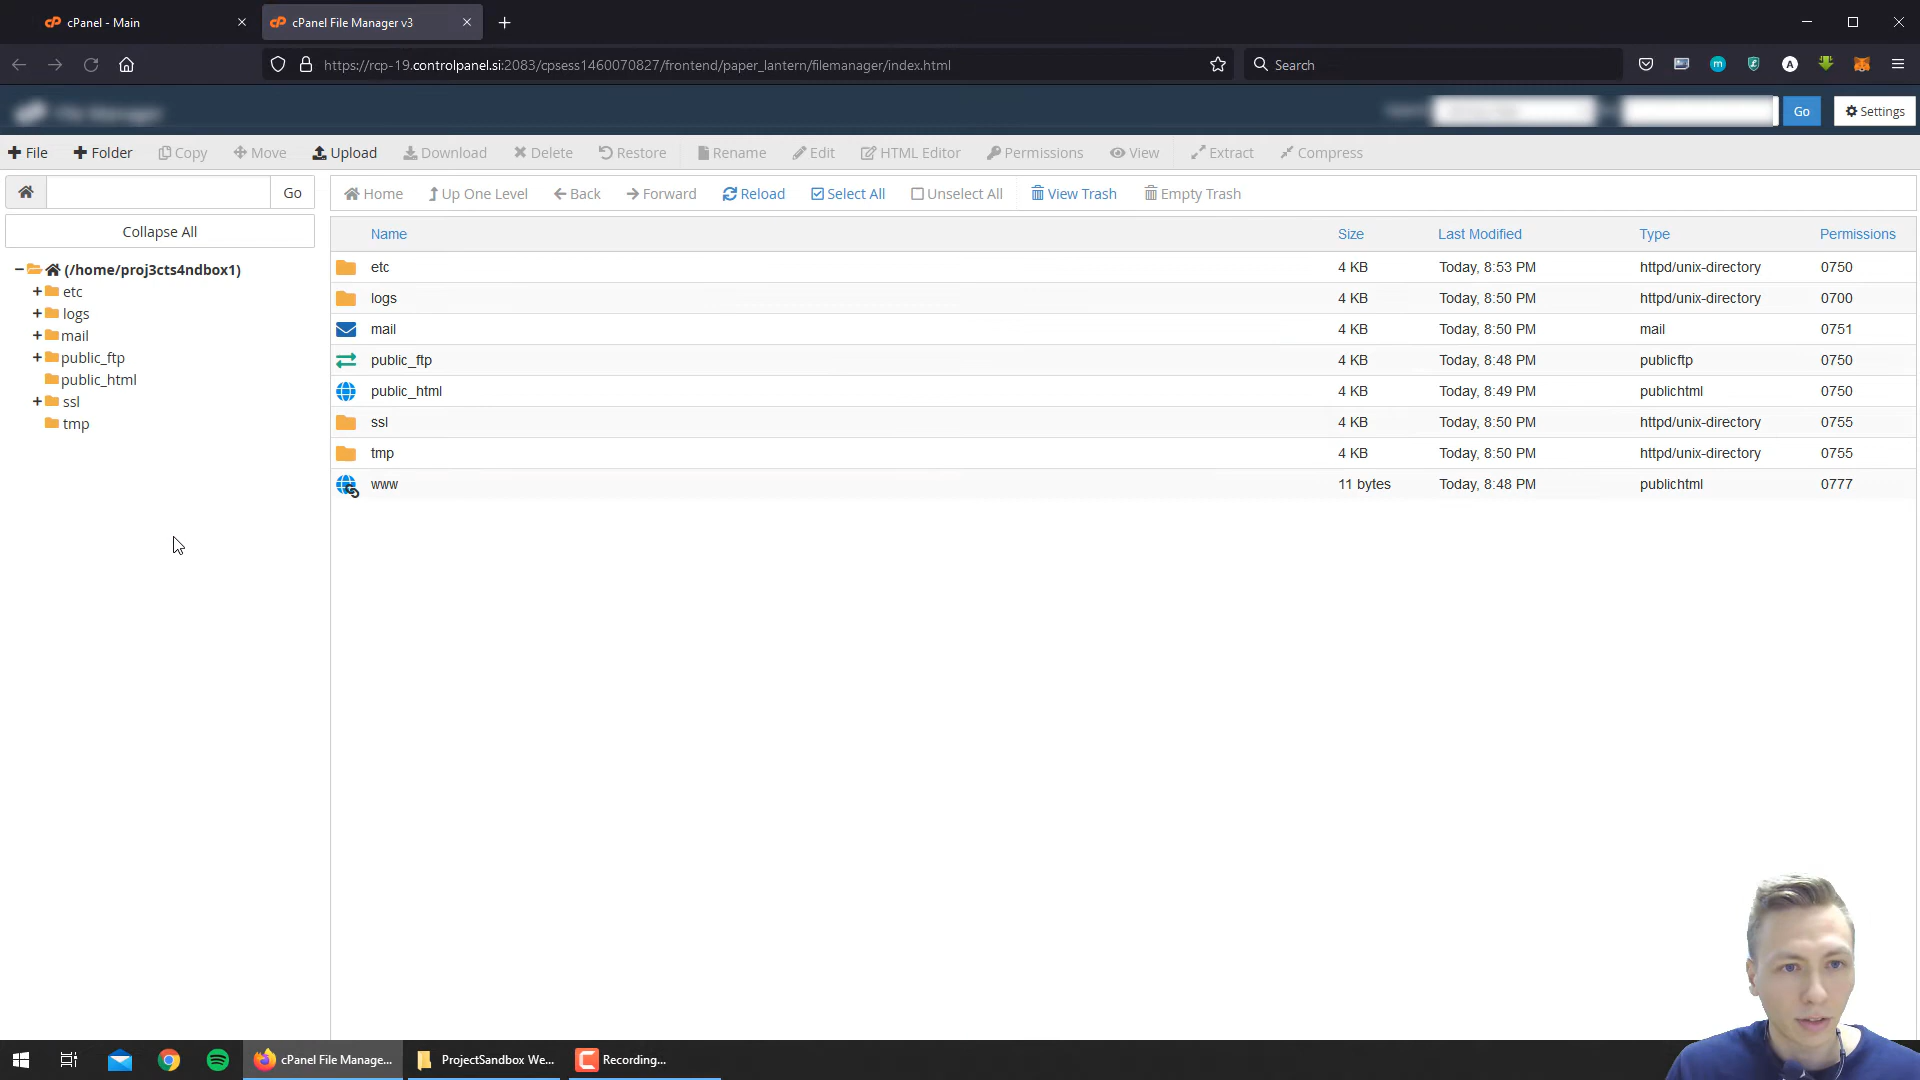 cPanel - Main
cPanel File Manager v3
https://rcp-19.controlpanel.si:2083/cpsess1460070827/frontend/paper_lantern/filemanager/index.html
Search
File Manager
Go
Settings
File
Folder
Copy
Move
Upload
Download
Delete
Restore
Rename
Edit
HTML Editor
Permissions
View
Extract
Compress
Go
Home
Up One Level
Back
Forward
Reload
Select All
Unselect All
View Trash
Empty Trash
Collapse All
(/home/proj3cts4ndbox1)
etc
logs
mail
public_ftp
public_html
ssl
tmp
Name Size Last Modified Type Permissions
etc 4 KB Today, 8:53 PM httpd/unix-directory 0750
logs 4 KB Today, 8:50 PM httpd/unix-directory 0700
mail 4 KB Today, 8:50 PM mail 0751
public_ftp 4 KB Today, 8:48 PM publicftp 0750
public_html 4 KB Today, 8:49 PM publichtml 0750
ssl 4 KB Today, 8:50 PM httpd/unix-directory 0755
tmp 4 KB Today, 8:50 PM httpd/unix-directory 0755
www 11 bytes Today, 8:48 PM publichtml 0777
cPanel File Manage...
ProjectSandbox We...
Recording...